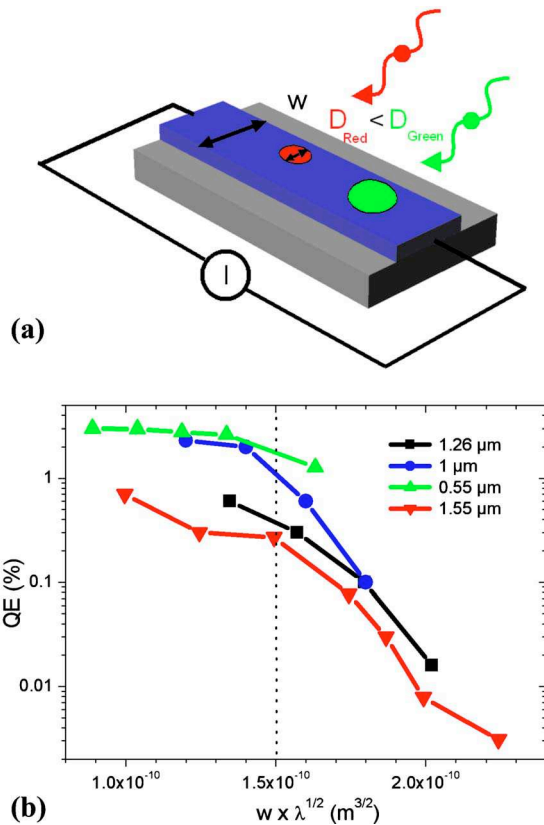 w
D Red < D Green
I
(a)
1.26 µm
1 µm
0.55 µm
1.55 µm
1
0.1
0.01
QE (%)
1.0x10⁻¹⁰ 1.5x10⁻¹⁰ 2.0x10⁻¹⁰
w x λ^1/2 (m^3/2)
(b)